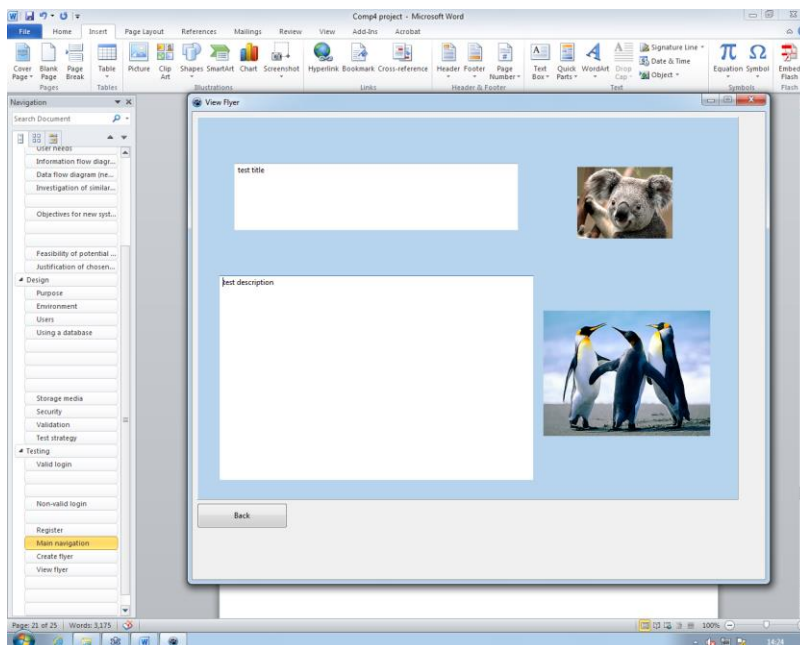 Comp4 project - Microsoft Word
File Home Insert Page Layout References Mailings Review View Add-Ins Acrobat
Cover Page
Blank Page
Page Break
Table
Picture
Clip Art
Shapes
SmartArt
Chart
Screenshot
Hyperlink
Bookmark
Cross-reference
Header
Footer
Page Number
Text Box
Quick Parts
WordArt
Drop Cap
Signature Line
Date & Time
Object
Equation
Symbol
Embed Flash
Pages Tables Illustrations Links Header & Footer Text Symbols Flash
Navigation
Search Document
User needs
Information flow diagr...
Data flow diagram (ne...
Investigation of similar...
Objectives for new syst...
Feasibility of potential ...
Justification of chosen...
Design
Purpose
Environment
Users
Using a database
Storage media
Security
Validation
Test strategy
Testing
Valid login
Non-valid login
Register
Main navigation
Create flyer
View flyer
View Flyer
test title
test description
Back
Page: 21 of 25 Words: 3,175
100%
14:24